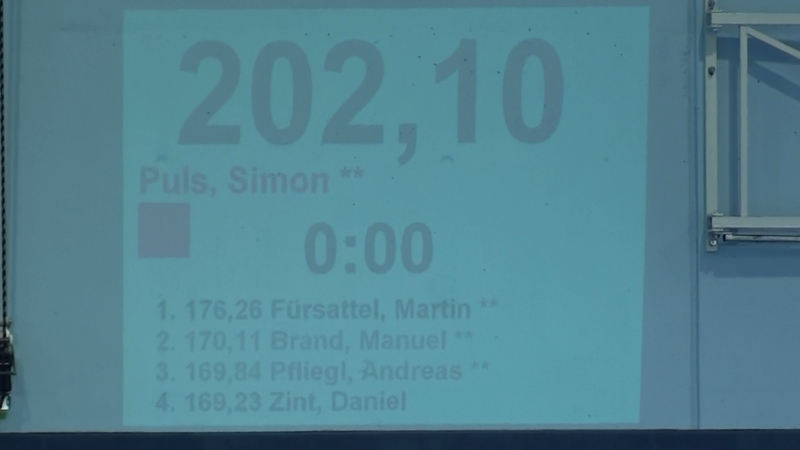 202,10
Puls, Simon **
0:00
1. 176,26 Fürsattel, Martin **
2. 170,11 Brand, Manuel **
3. 169,84 Pfliegl, Andreas **
4. 169,23 Zint, Daniel